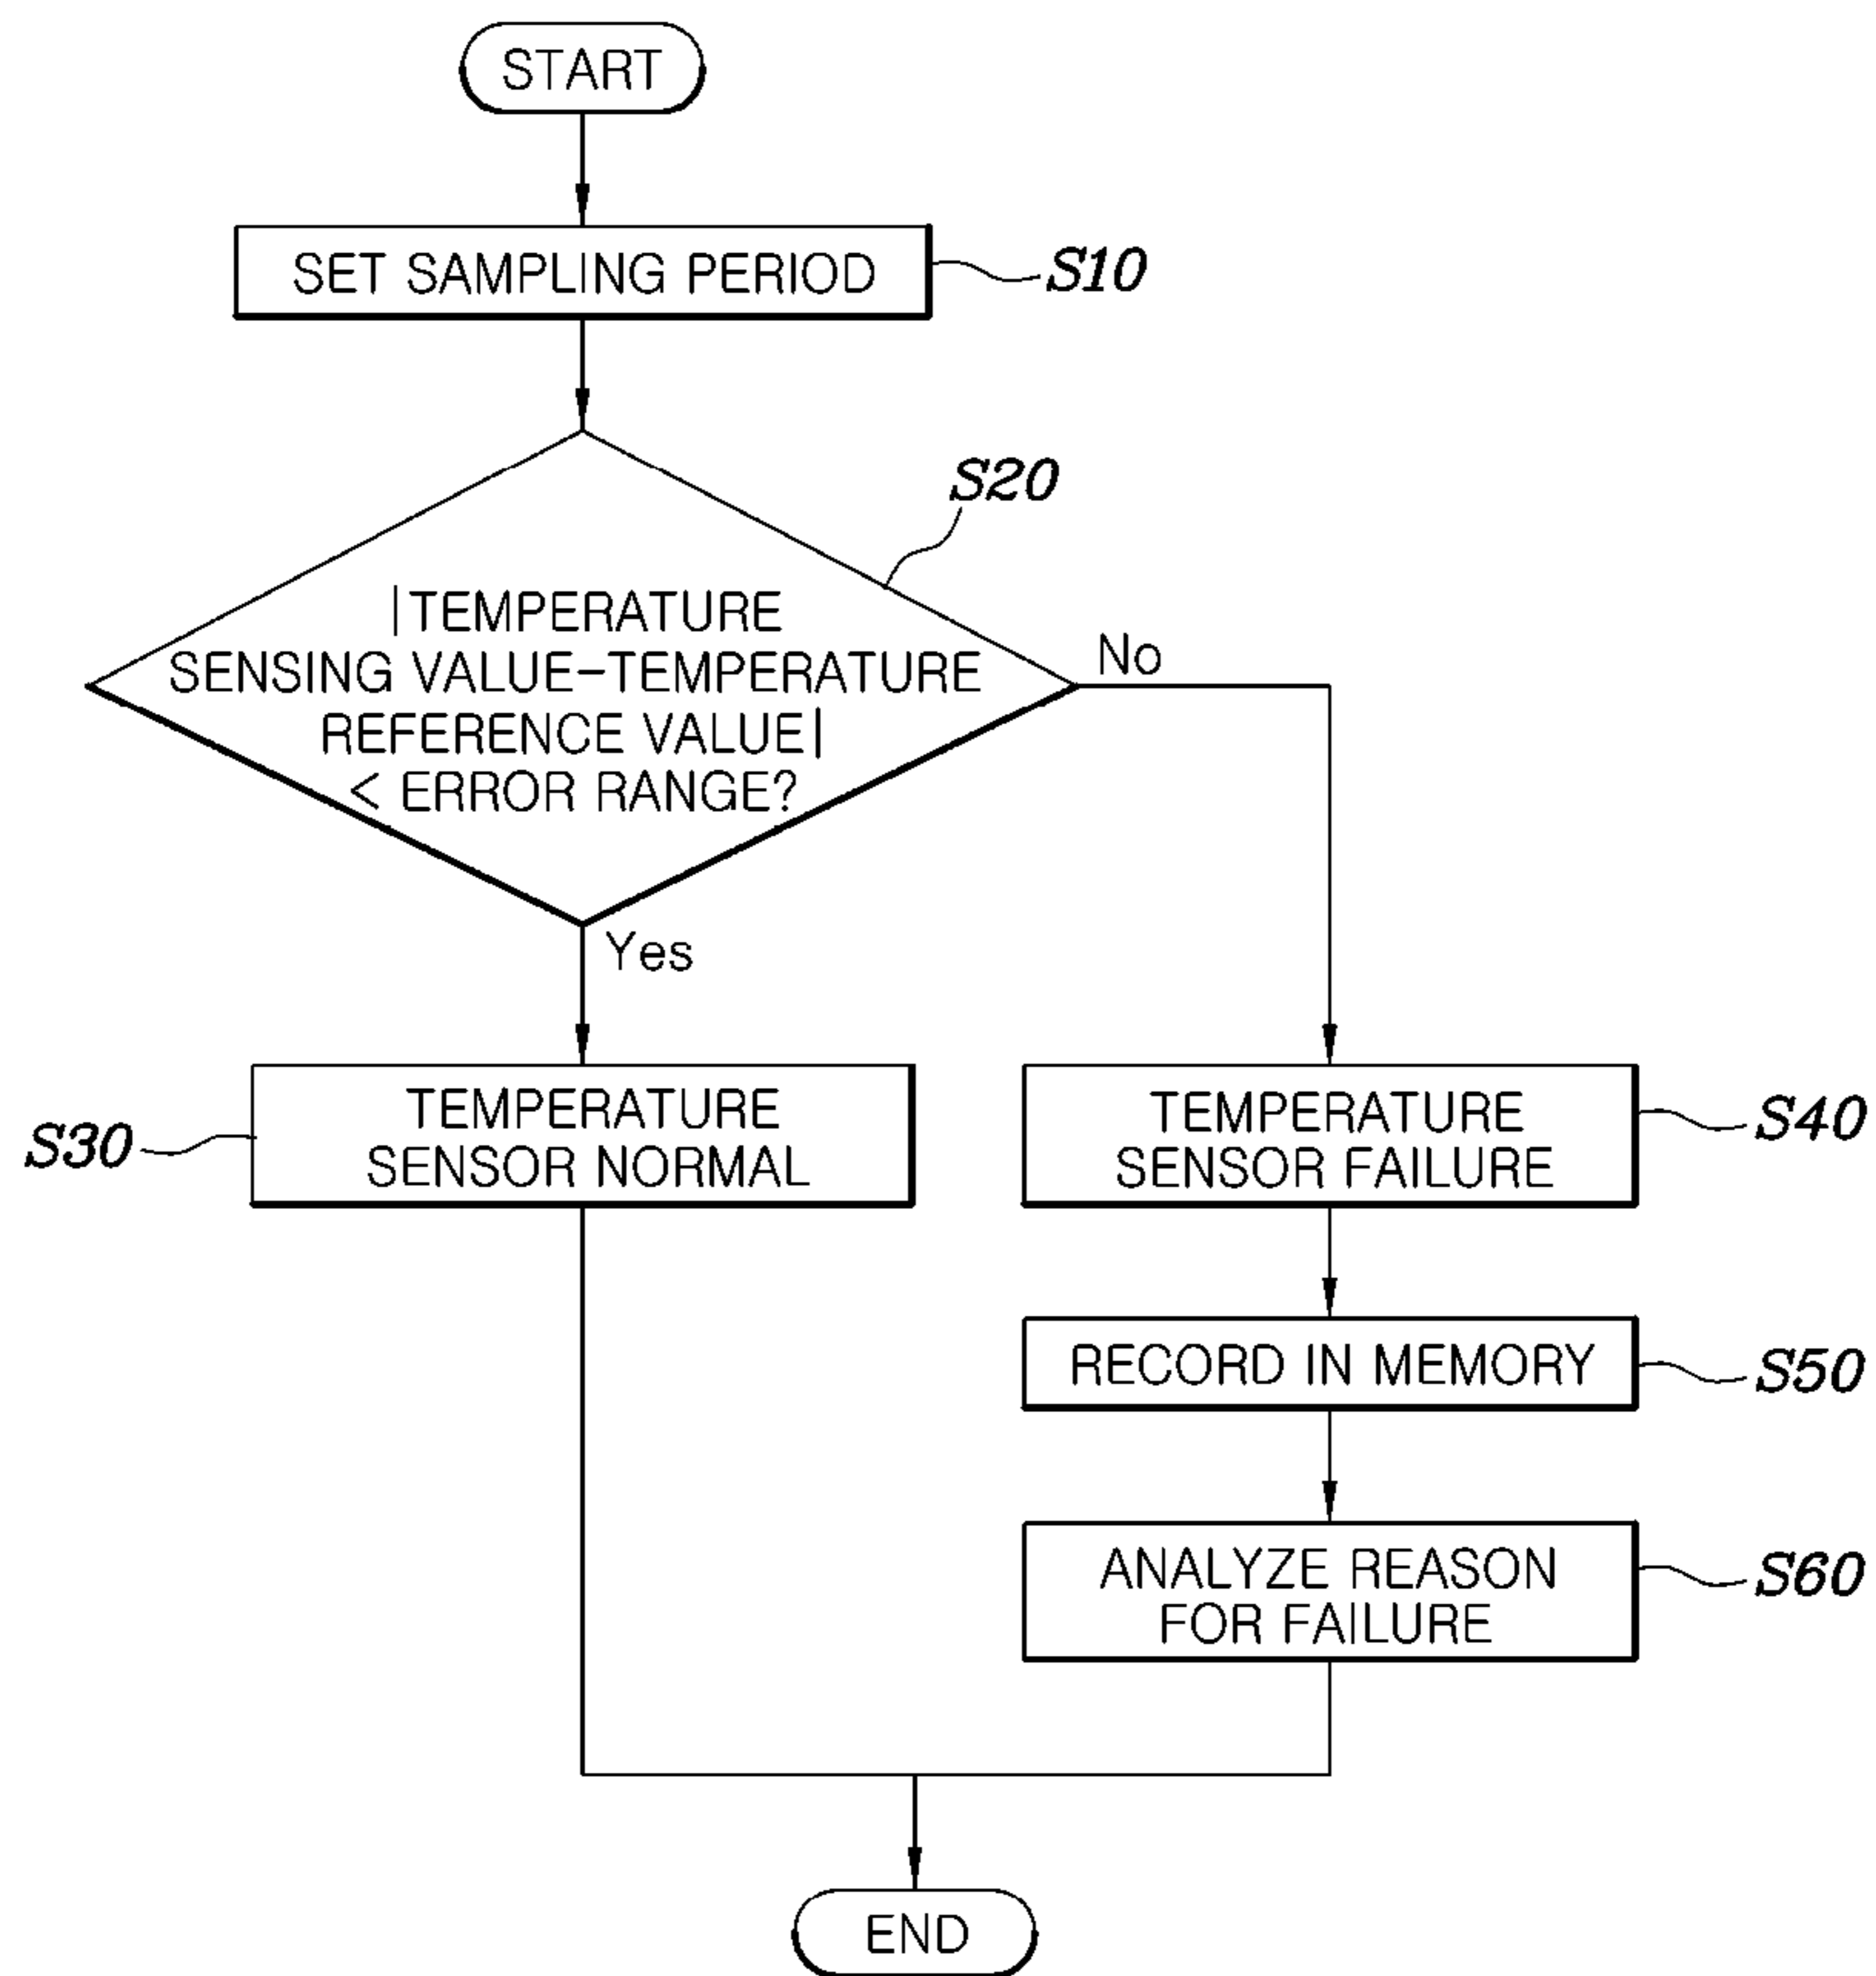 START
SET SAMPLING PERIOD
S10
S20
|TEMPERATURE
SENSING VALUE-TEMPERATURE
REFERENCE VALUE|
< ERROR RANGE?
No
Yes
S30
TEMPERATURE
SENSOR NORMAL
TEMPERATURE
SENSOR FAILURE
S40
RECORD IN MEMORY
S50
ANALYZE REASON
FOR FAILURE
S60
END